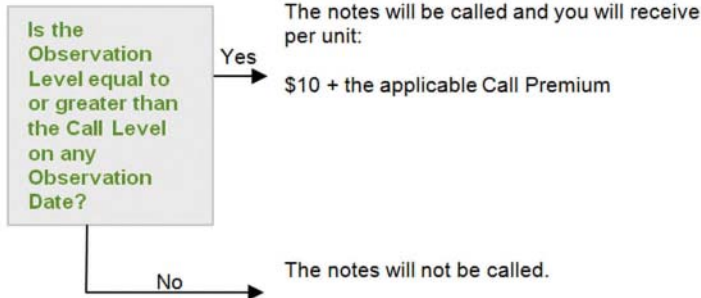 Is the
Observation
Level equal to
or greater than
the Call Level
on any
Observation
Date?
Yes
The notes will be called and you will receive
per unit:
$10 + the applicable Call Premium
No
The notes will not be called.